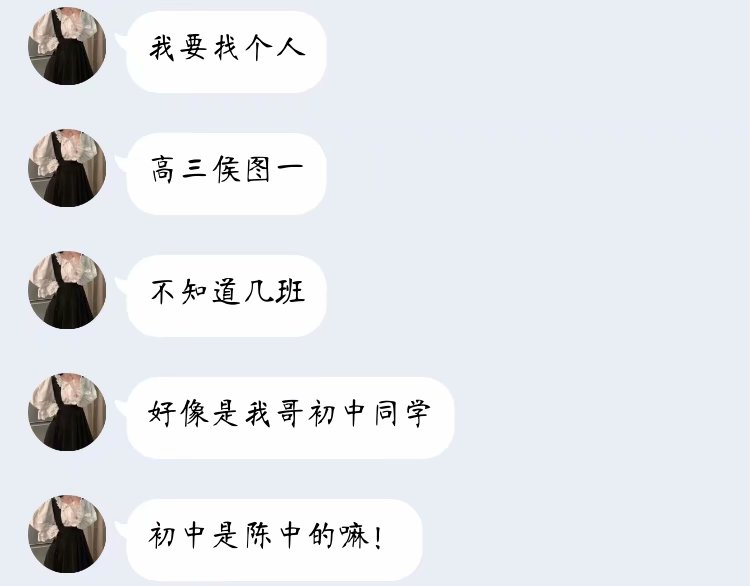 我要找个人
高三侯图一
不知道几班
好像是我哥初中同学
初中是陈中的嘛!